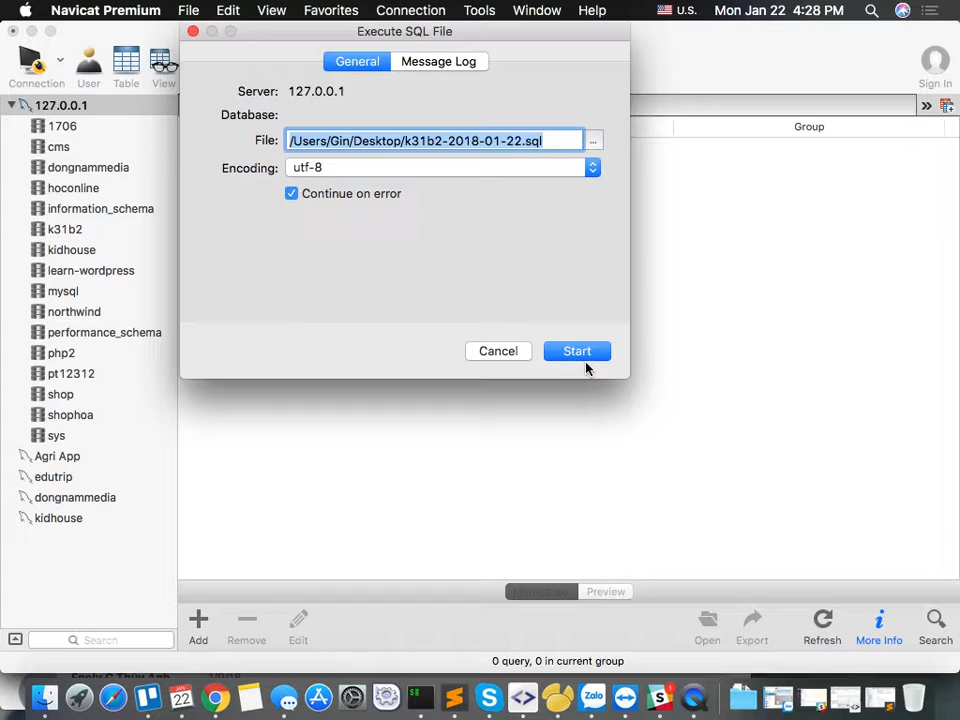 Navicat Premium File Edit View Favorites Connection Tools Window Help U.S. Mon Jan 22 4:28 PM
Execute SQL File
Connection User Table View Sign In
General Message Log
Server: 127.0.0.1
Database:
File: /Users/Gin/Desktop/k31b2-2018-01-22.sql ...
Encoding: utf-8
Continue on error
Cancel Start
127.0.0.1
1706
cms
dongnammedia
hoconline
information_schema
k31b2
kidhouse
learn-wordpress
mysql
northwind
performance_schema
php2
pt12312
shop
shophoa
sys
Agri App
edutrip
dongnammedia
kidhouse
» Group
Preview
Add Remove Edit Open Export Refresh More Info Search
Search
0 query, 0 in current group
22
Zalo